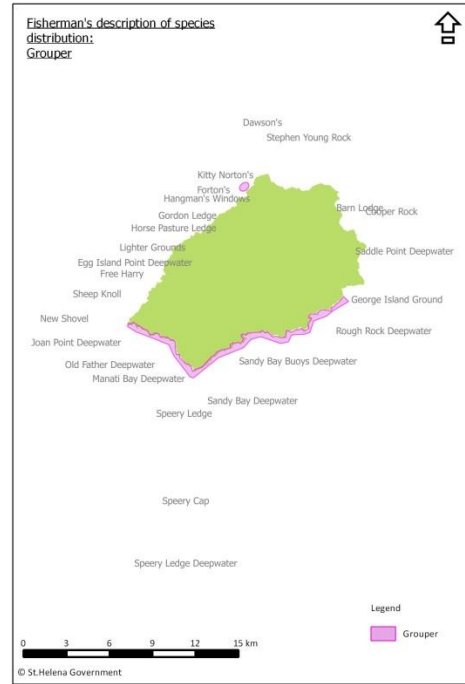 Fisherman's description of species
distribution:
Grouper
Dawson's
Stephen Young Rock
Kitty Norton's
Forton's
Hangman's Windows
Barn Lodge
Cooper Rock
Gordon Ledge
Horse Pasture Ledge
Lighter Grounds
Saddle Point Deepwater
Egg Island Point Deepwater
Free Harry
Sheep Knoll
George Island Ground
New Shovel
Rough Rock Deepwater
Joan Point Deepwater
Old Father Deepwater
Sandy Bay Buoys Deepwater
Manati Bay Deepwater
Sandy Bay Deepwater
Speery Ledge
Speery Cap
Speery Ledge Deepwater
Legend
Grouper
0 3 6 9 12 15 km
© St.Helena Government